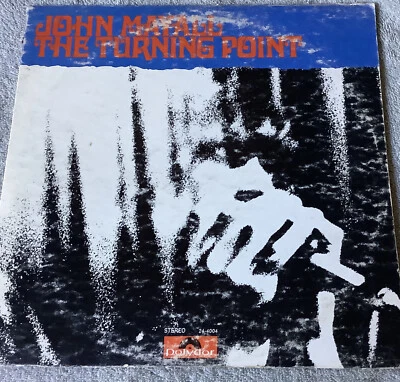 JOHN MAYALL
THE TURNING POINT
STEREO 24-4004
Polydor